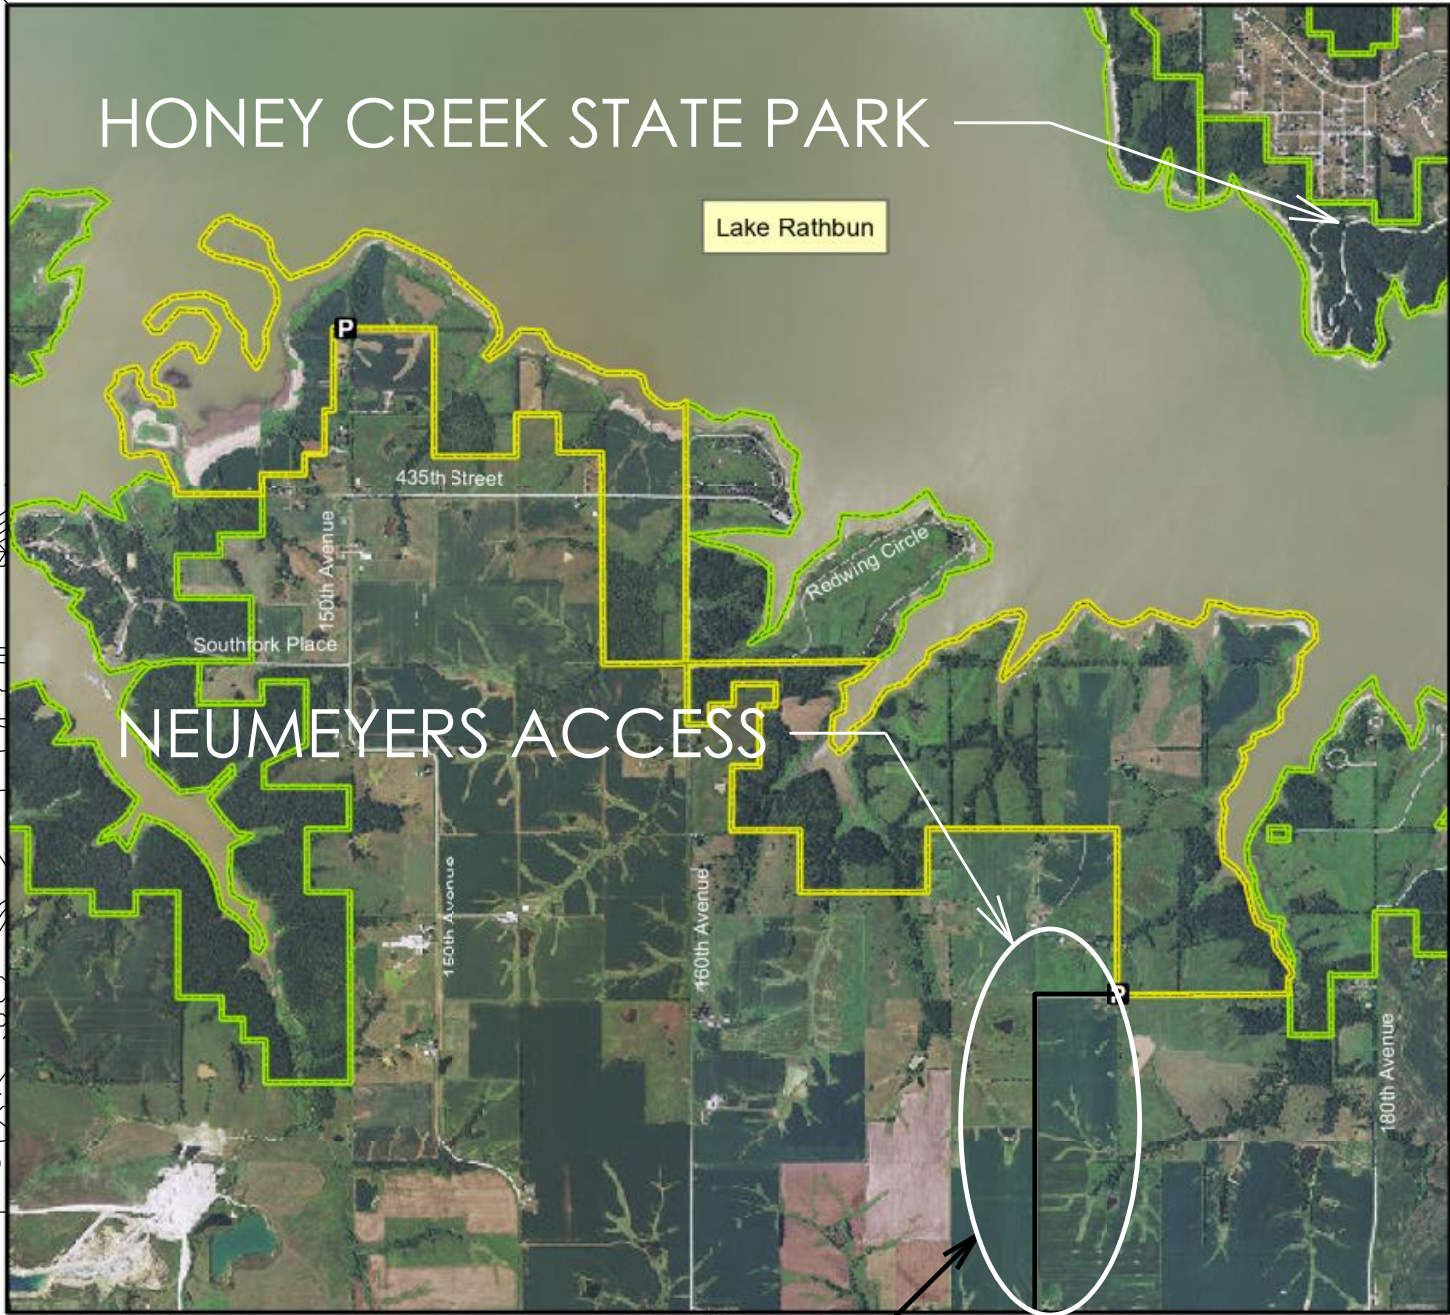 HONEY CREEK STATE PARK
Lake Rathbun
P
435th Street
150th Avenue
Redwing Circle
Southfork Place
NEUMEYERS ACCESS
150th Avenue
160th Avenue
P
180th Avenue